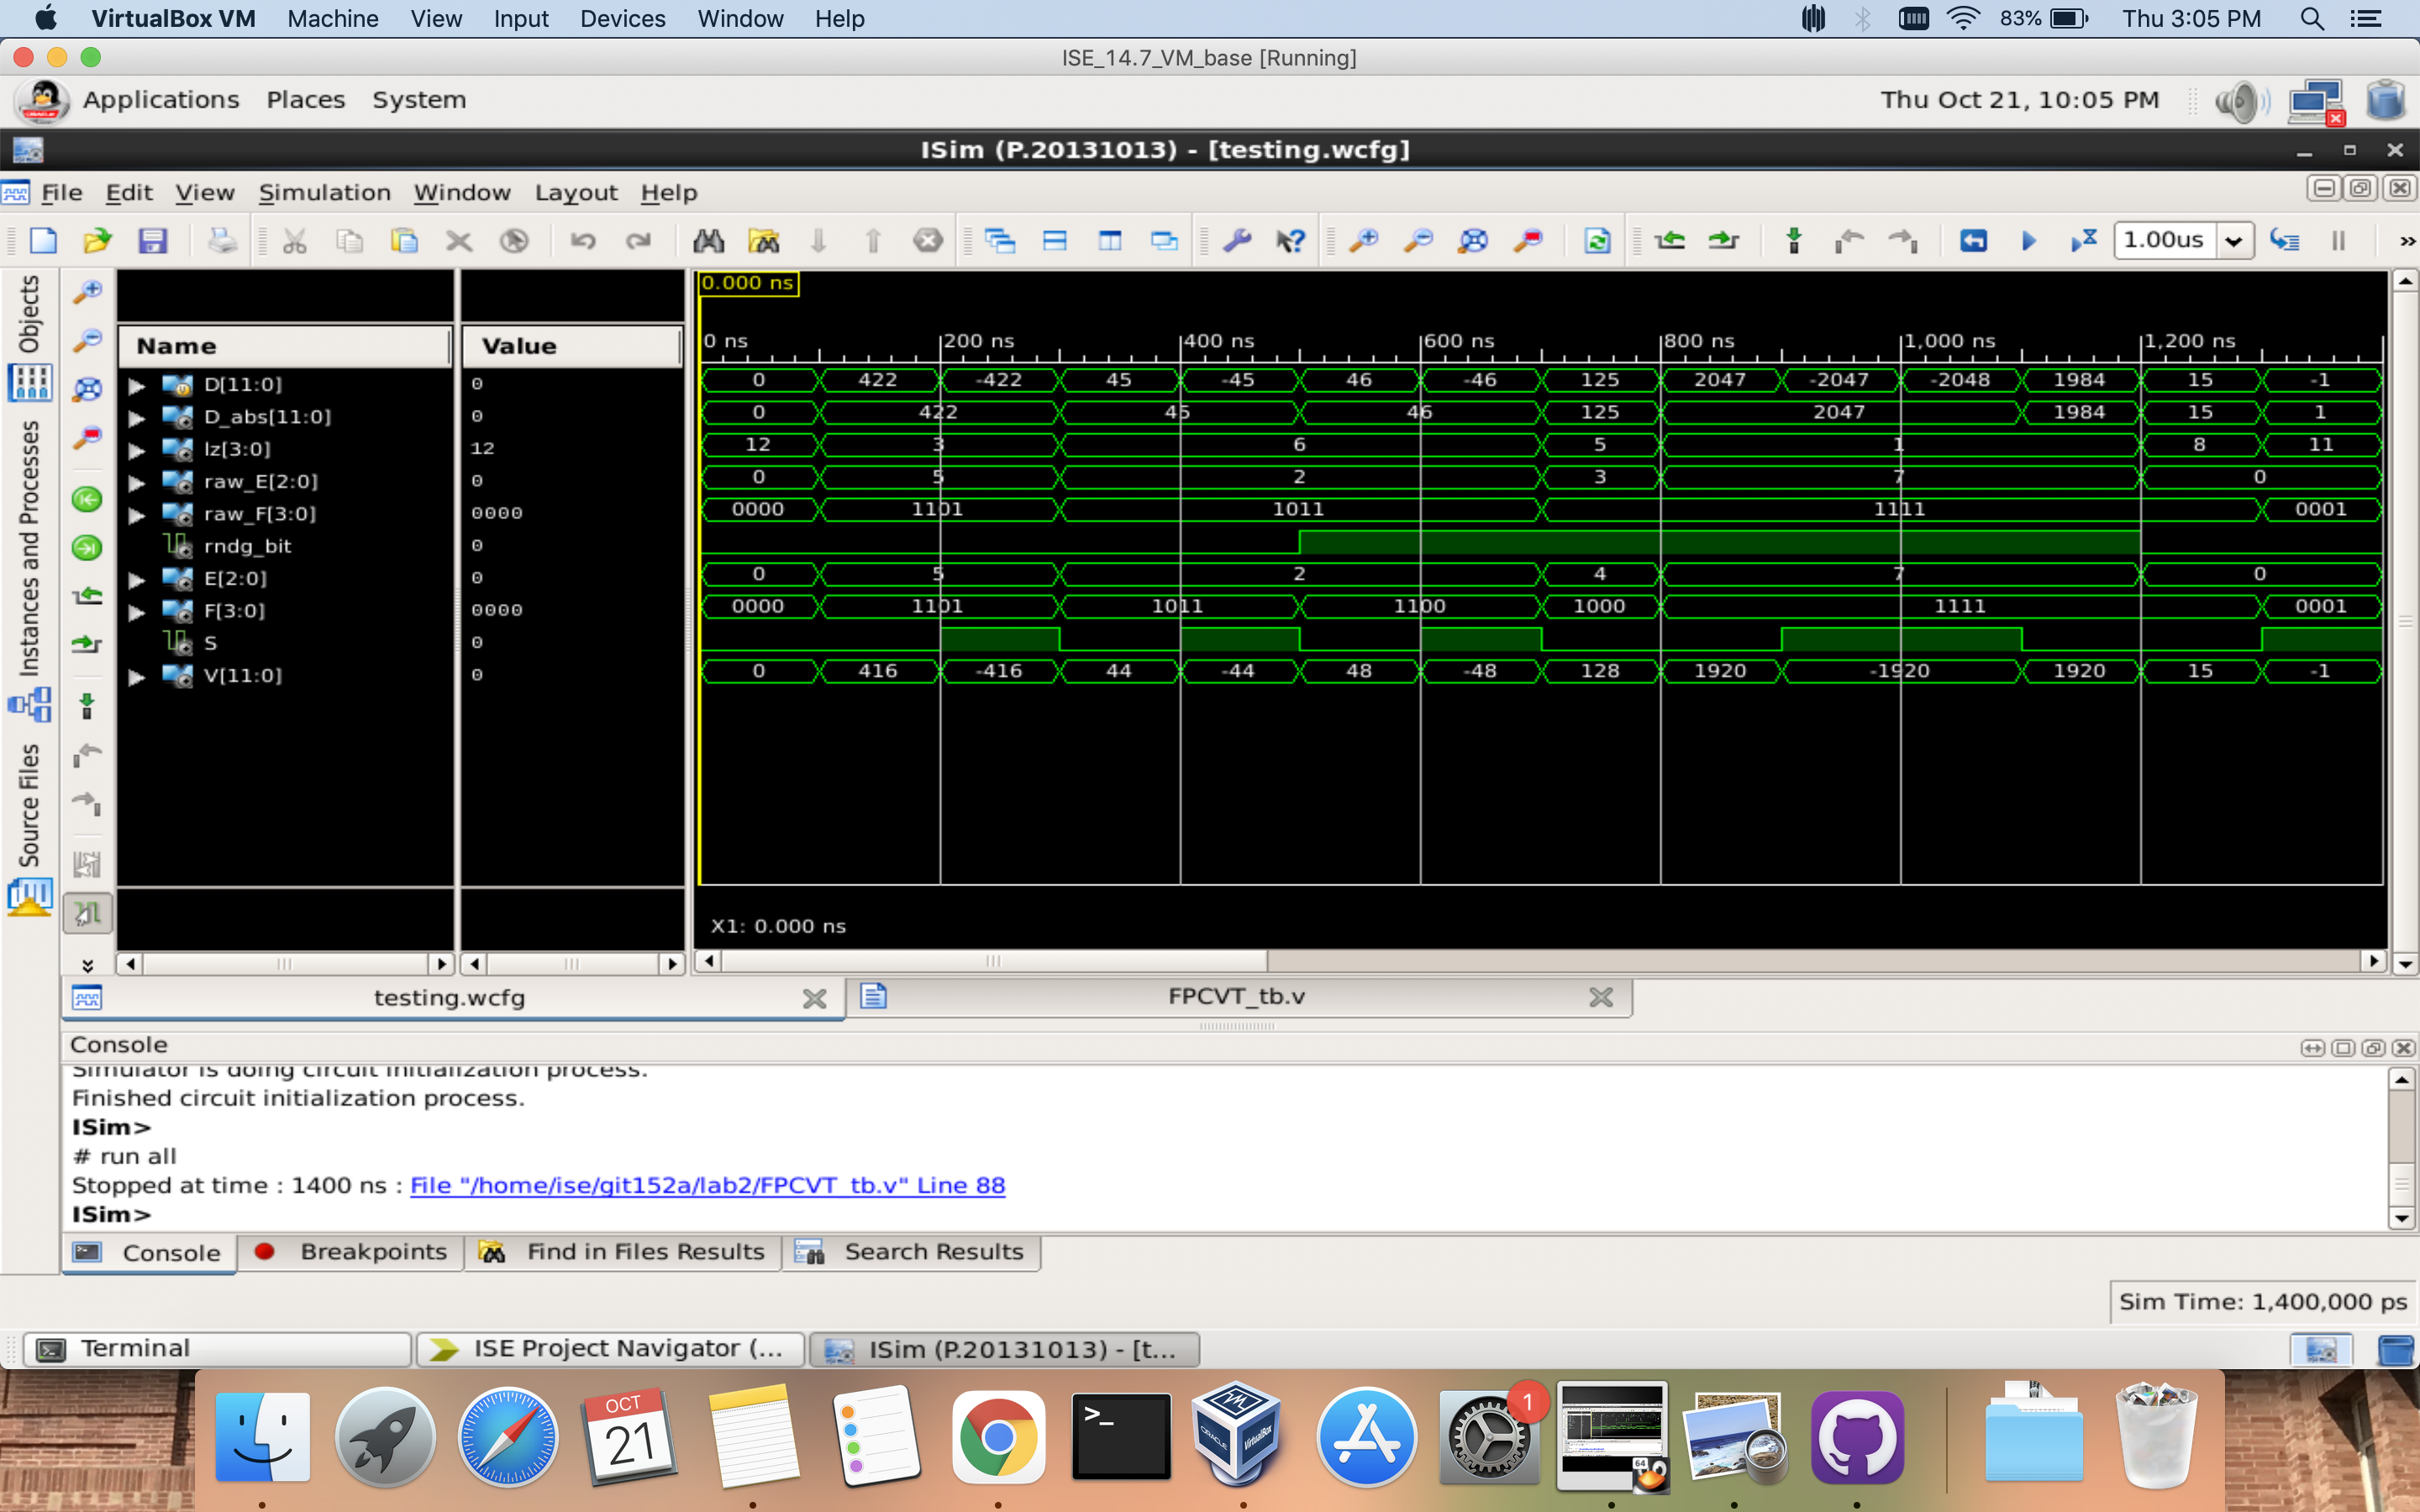 VirtualBox VM Machine View Input Devices Window Help 83% Thu 3:05 PM
ISE_14.7_VM_base [Running]
Applications Places System Thu Oct 21, 10:05 PM
ISim (P.20131013) - [testing.wcfg]
File Edit View Simulation Window Layout Help
1.00us »
Objects
Instances and Processes
Source Files
0.000 ns
Name Value
0 ns 200 ns 400 ns 600 ns 800 ns 1,000 ns 1,200 ns
D[11:0] 0 0 422 -422 45 -45 46 -46 125 2047 -2047 -2048 1984 15 -1
D_abs[11:0] 0 0 422 45 46 125 2047 1984 15 1
lz[3:0] 12 12 3 6 5 1 8 11
raw_E[2:0] 0 0 5 2 3 7 0
raw_F[3:0] 0000 0000 1101 1011 1111 0001
rndg_bit 0
E[2:0] 0 0 5 2 4 7 0
F[3:0] 0000 0000 1101 1011 1100 1000 1111 0001
S 0
V[11:0] 0 0 416 -416 44 -44 48 -48 128 1920 -1920 1920 15 -1
X1: 0.000 ns
testing.wcfg FPCVT_tb.v
Console
Simulator is doing circuit initialization process.
Finished circuit initialization process.
ISim>
# run all
Stopped at time : 1400 ns : File "/home/ise/git152a/lab2/FPCVT_tb.v" Line 88
ISim>
Console Breakpoints Find in Files Results Search Results
Sim Time: 1,400,000 ps
Terminal ISE Project Navigator (... ISim (P.20131013) - [t...
OCT
21
>_
1
64